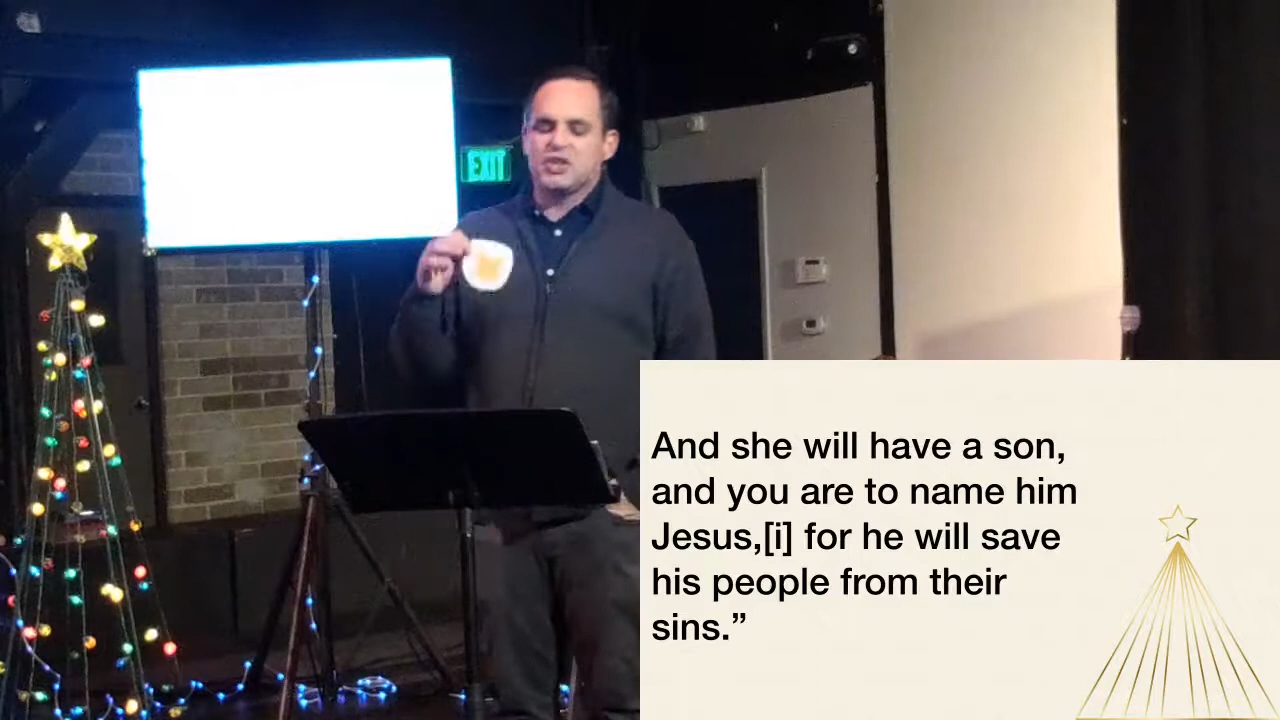 EXIT
And she will have a son,
and you are to name him
Jesus,[i] for he will save
his people from their
sins.”